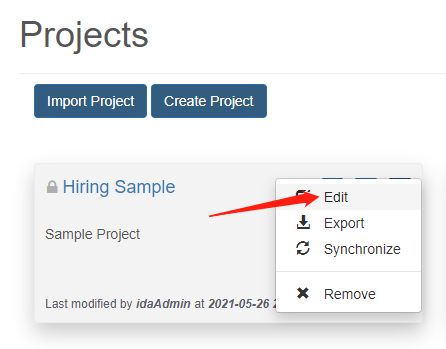 Projects
Import Project
Create Project
Hiring Sample
Edit
Sample Project
Export
Synchronize
Remove
Last modified by idaAdmin at 2021-05-26